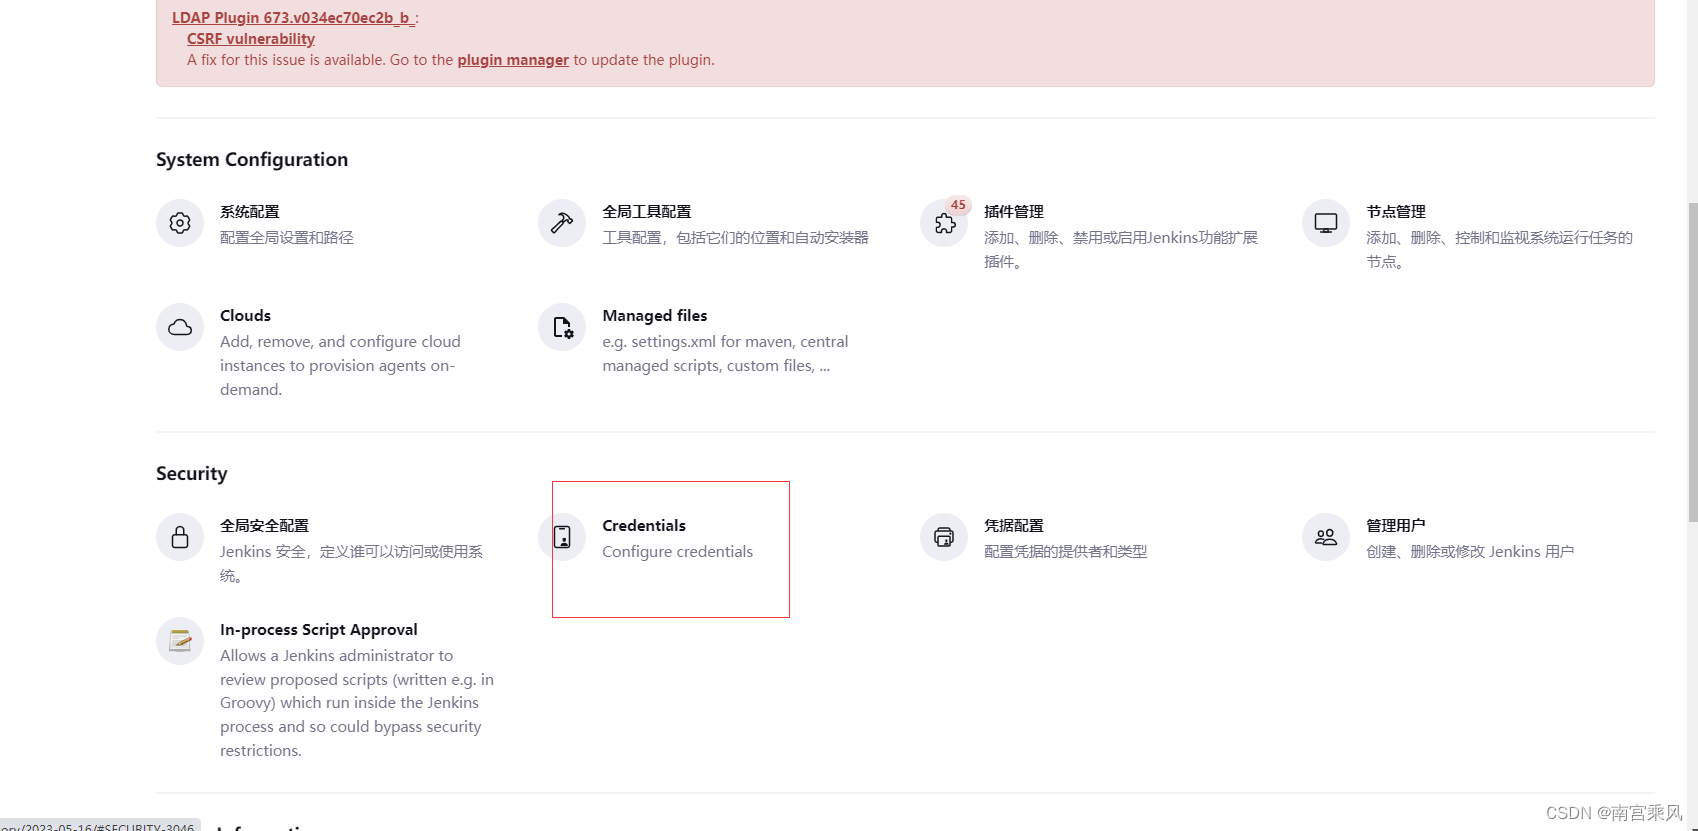 LDAP Plugin 673.v034ec70ec2b_b_:
CSRF vulnerability
A fix for this issue is available. Go to the plugin manager to update the plugin.
System Configuration
系统配置
配置全局设置和路径
全局工具配置
工具配置，包括它们的位置和自动安装器
45
插件管理
添加、删除、禁用或启用Jenkins功能扩展
插件。
节点管理
添加、删除、控制和监视系统运行任务的
节点。
Clouds
Add, remove, and configure cloud
instances to provision agents on-
demand.
Managed files
e.g. settings.xml for maven, central
managed scripts, custom files, ...
Security
全局安全配置
Jenkins 安全，定义谁可以访问或使用系
统。
Credentials
Configure credentials
凭据配置
配置凭据的提供者和类型
管理用户
创建、删除或修改 Jenkins 用户
In-process Script Approval
Allows a Jenkins administrator to
review proposed scripts (written e.g. in
Groovy) which run inside the Jenkins
process and so could bypass security
restrictions.
ory/2023-05-16/#SECURITY-3046
CSDN @南宫乘风